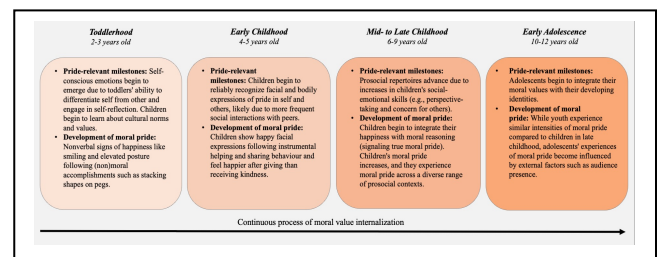 Toddlerhood
2-3 years old
• Pride-relevant milestones: Self-
conscious emotions begin to
emerge due to toddlers' ability to
differentiate self from other and
engage in self-reflection. Children
begin to learn about cultural norms
and values.
• Development of moral pride:
Nonverbal signs of happiness like
smiling and elevated posture
following (non)moral
accomplishments such as stacking
shapes on pegs.
Early Childhood
4-5 years old
• Pride-relevant
milestones: Children begin to
reliably recognize facial and bodily
expressions of pride in self and
others, likely due to more frequent
social interactions with peers.
• Development of moral pride:
Children show happy facial
expressions following instrumental
helping and sharing behaviour and
feel happier after giving than
receiving kindness.
Mid- to Late Childhood
6-9 years old
• Pride-relevant milestones:
Prosocial repertoires advance due to
increases in children's social-
emotional skills (e.g., perspective-
taking and concern for others).
• Development of moral pride:
Children begin to integrate their
happiness with moral reasoning
(signaling true moral pride).
Children's moral pride
increases, and they experience
moral pride across a diverse range
of prosocial contexts.
Early Adolescence
10-12 years old
• Pride-relevant milestones:
Adolescents begin to integrate their
moral values with their developing
identities.
• Development of moral
pride: While youth experience
similar intensities of moral pride
compared to children in late
childhood, adolescents' experiences
of moral pride become influenced
by external factors such as audience
presence.
Continuous process of moral value internalization